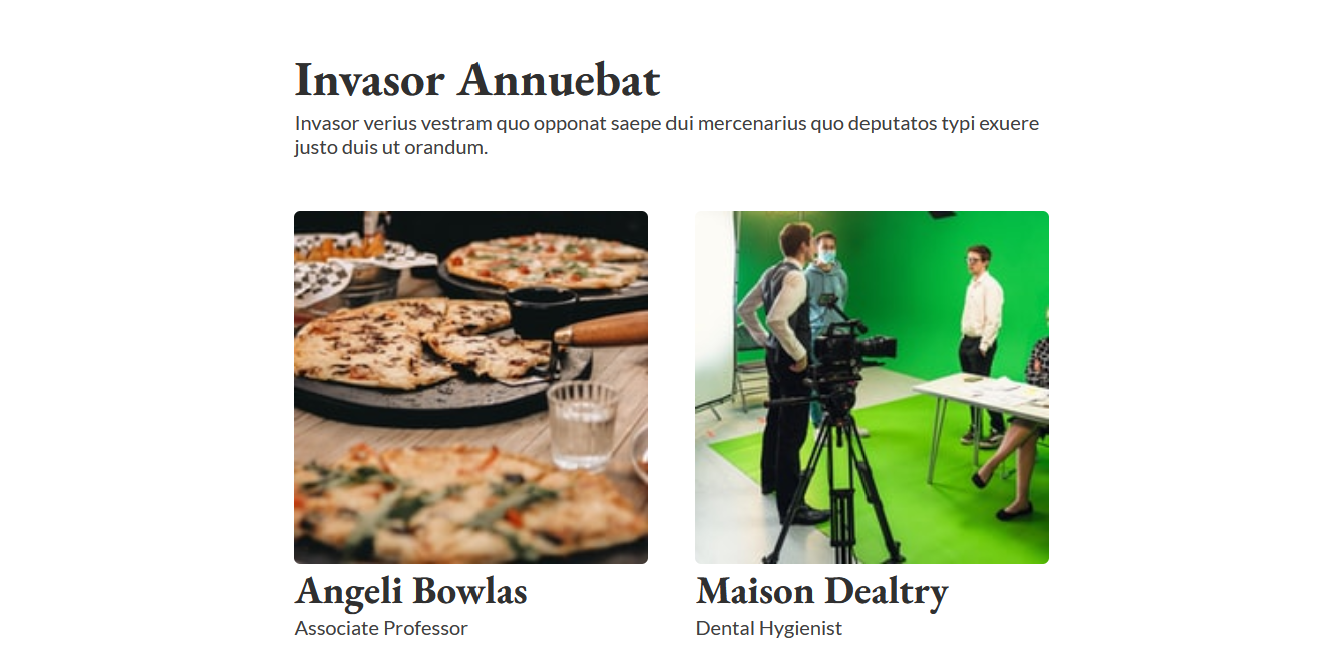 Invasor Annuebat
Invasor verius vestram quo opponat saepe dui mercenarius quo deputatos typi exuere
justo duis ut orandum.
Angeli Bowlas
Associate Professor
Maison Dealtry
Dental Hygienist